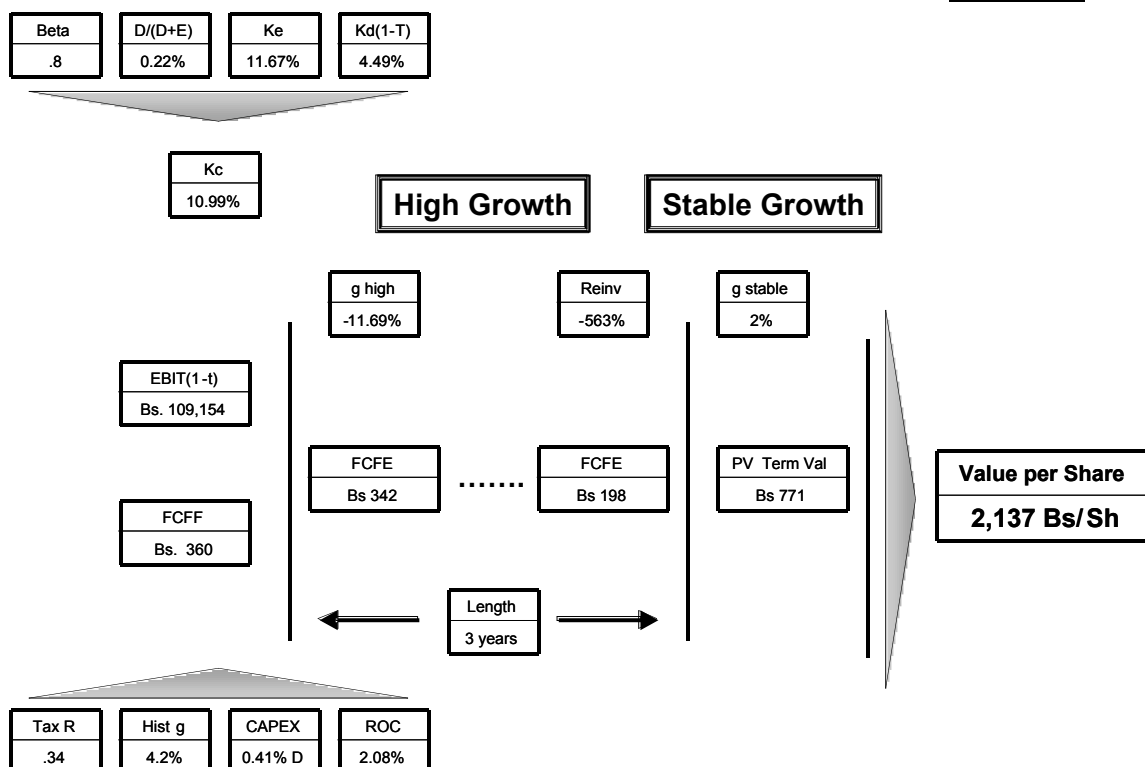 Beta
.8
D/(D+E)
0.22%
Ke
11.67%
Kd(1-T)
4.49%
Kc
10.99%
High Growth
Stable Growth
g high
-11.69%
Reinv
-563%
g stable
2%
EBIT(1-t)
Bs. 109,154
FCFF
Bs. 360
FCFE
Bs 342
.......
FCFE
Bs 198
PV Term Val
Bs 771
Value per Share
2,137 Bs/Sh
Length
3 years
Tax R
.34
Hist g
4.2%
CAPEX
0.41% D
ROC
2.08%